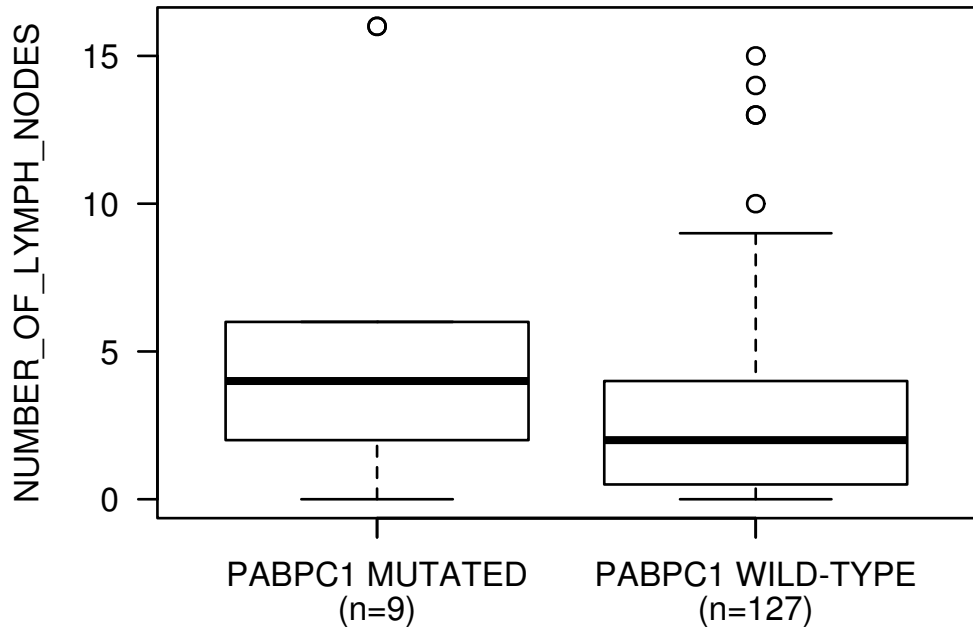 NUMBER_OF_LYMPH_NODES
15
10
5
0
PABPC1 MUTATED
(n=9)
PABPC1 WILD-TYPE
(n=127)